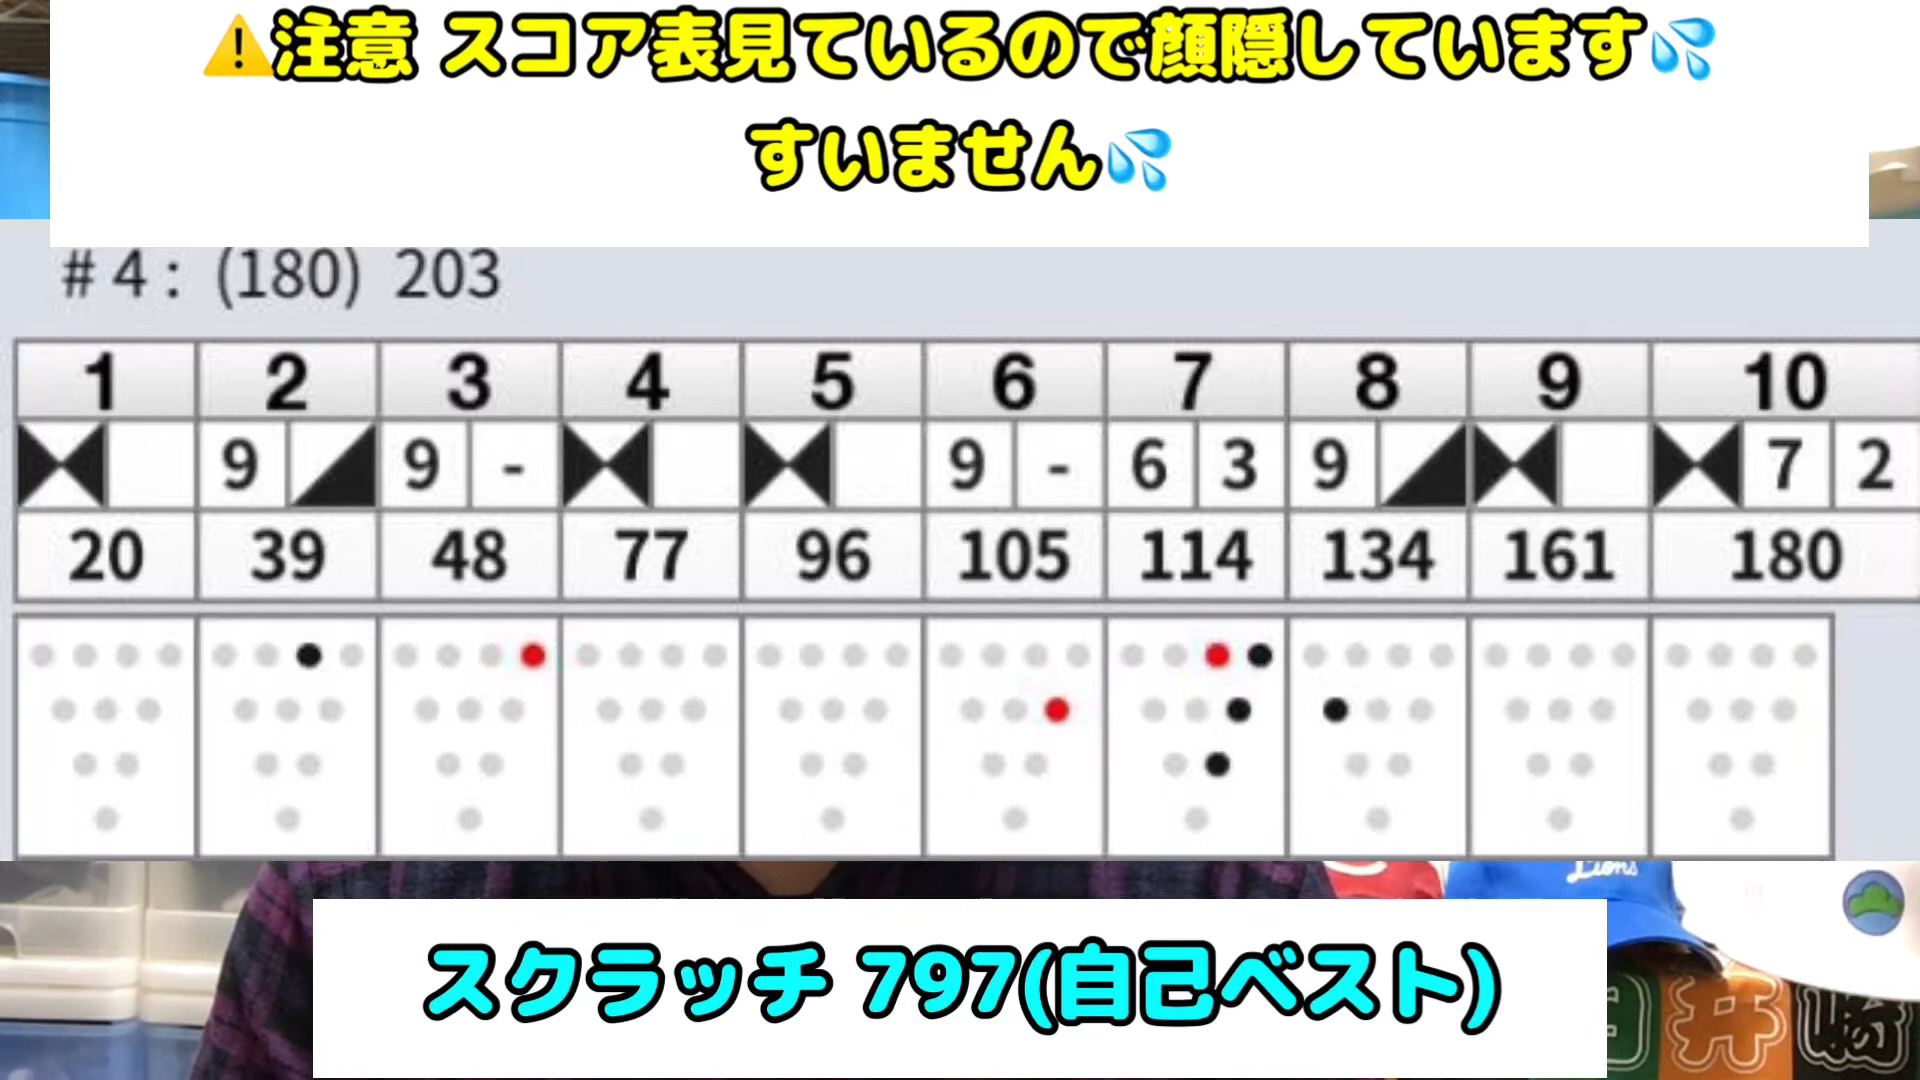 ⚠️注意 スコア表見ているので顔隠しています💦
すいません💦
# 4 : (180) 203
1 2 3 4 5 6 7 8 9 10
9 9 - 9 - 6 3 9 7 2
20 39 48 77 96 105 114 134 161 180
Lions
スクラッチ 797(自己ベスト)
井